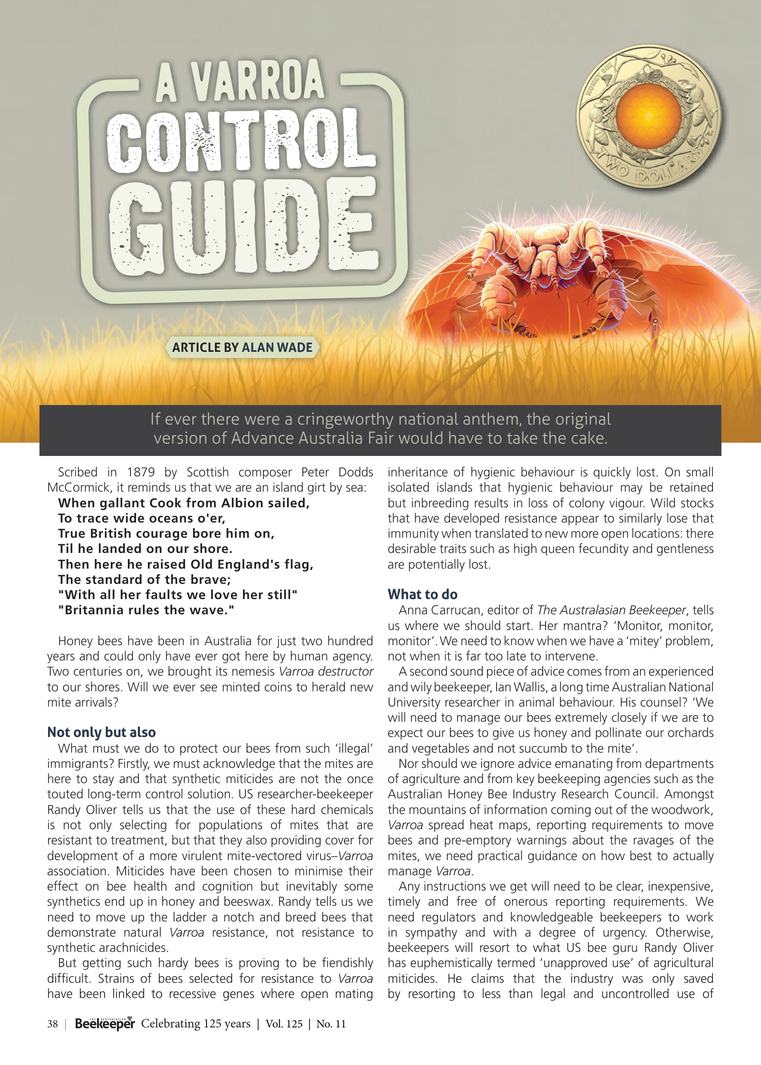 A VARROA
CONTROL
GUIDE
TWO DOLLARS
ARTICLE BY ALAN WADE
If ever there were a cringeworthy national anthem, the original
version of Advance Australia Fair would have to take the cake.
Scribed in 1879 by Scottish composer Peter Dodds
McCormick, it reminds us that we are an island girt by sea:
When gallant Cook from Albion sailed,
To trace wide oceans o'er,
True British courage bore him on,
Til he landed on our shore.
Then here he raised Old England's flag,
The standard of the brave;
"With all her faults we love her still"
"Britannia rules the wave."
Honey bees have been in Australia for just two hundred
years and could only have ever got here by human agency.
Two centuries on, we brought its nemesis Varroa destructor
to our shores. Will we ever see minted coins to herald new
mite arrivals?
Not only but also
What must we do to protect our bees from such ‘illegal’
immigrants? Firstly, we must acknowledge that the mites are
here to stay and that synthetic miticides are not the once
touted long-term control solution. US researcher-beekeeper
Randy Oliver tells us that the use of these hard chemicals
is not only selecting for populations of mites that are
resistant to treatment, but that they also providing cover for
development of a more virulent mite-vectored virus–Varroa
association. Miticides have been chosen to minimise their
effect on bee health and cognition but inevitably some
synthetics end up in honey and beeswax. Randy tells us we
need to move up the ladder a notch and breed bees that
demonstrate natural Varroa resistance, not resistance to
synthetic arachnicides.
But getting such hardy bees is proving to be fiendishly
difficult. Strains of bees selected for resistance to Varroa
have been linked to recessive genes where open mating
inheritance of hygienic behaviour is quickly lost. On small
isolated islands that hygienic behaviour may be retained
but inbreeding results in loss of colony vigour. Wild stocks
that have developed resistance appear to similarly lose that
immunity when translated to new more open locations: there
desirable traits such as high queen fecundity and gentleness
are potentially lost.
What to do
Anna Carrucan, editor of The Australasian Beekeeper, tells
us where we should start. Her mantra? ‘Monitor, monitor,
monitor’. We need to know when we have a ‘mitey’ problem,
not when it is far too late to intervene.
A second sound piece of advice comes from an experienced
and wily beekeeper, Ian Wallis, a long time Australian National
University researcher in animal behaviour. His counsel? ‘We
will need to manage our bees extremely closely if we are to
expect our bees to give us honey and pollinate our orchards
and vegetables and not succumb to the mite’.
Nor should we ignore advice emanating from departments
of agriculture and from key beekeeping agencies such as the
Australian Honey Bee Industry Research Council. Amongst
the mountains of information coming out of the woodwork,
Varroa spread heat maps, reporting requirements to move
bees and pre-emptory warnings about the ravages of the
mites, we need practical guidance on how best to actually
manage Varroa.
Any instructions we get will need to be clear, inexpensive,
timely and free of onerous reporting requirements. We
need regulators and knowledgeable beekeepers to work
in sympathy and with a degree of urgency. Otherwise,
beekeepers will resort to what US bee guru Randy Oliver
has euphemistically termed ‘unapproved use’ of agricultural
miticides. He claims that the industry was only saved
by resorting to less than legal and uncontrolled use of
38 | Beekeeper Celebrating 125 years | Vol. 125 | No. 11